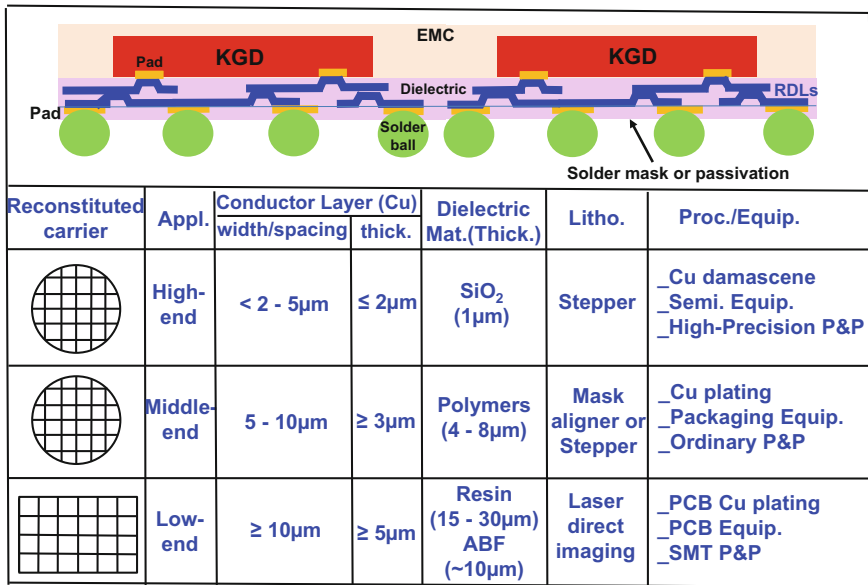 EMC
KGD
KGD
Pad
Dielectric
RDLs
Pad
Solder
ball
Solder mask or passivation
Reconstituted
carrier
Appl.
Conductor Layer (Cu)
width/spacing
thick.
Dielectric
Mat.(Thick.)
Litho.
Proc./Equip.
High-
end
< 2 - 5µm
≤ 2µm
SiO₂
(1µm)
Stepper
_Cu damascene
_Semi. Equip.
_High-Precision P&P
Middle-
end
5 - 10µm
≥ 3µm
Polymers
(4 - 8µm)
Mask
aligner or
Stepper
_Cu plating
_Packaging Equip.
_Ordinary P&P
Low-
end
≥ 10µm
≥ 5µm
Resin
(15 - 30µm)
ABF
(~10µm)
Laser
direct
imaging
_PCB Cu plating
_PCB Equip.
_SMT P&P